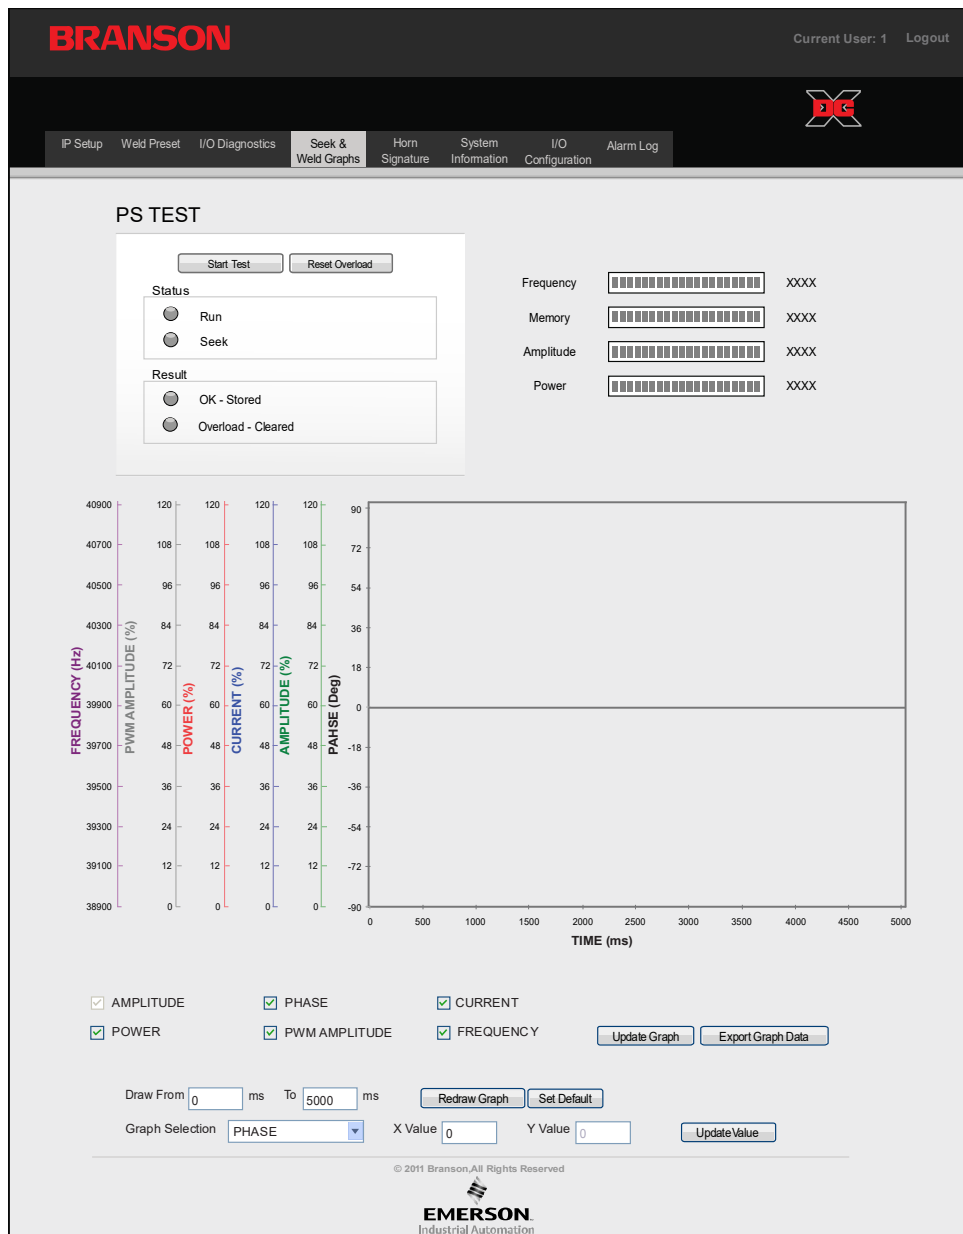 BRANSON
Current User: 1 Logout
DC
IP Setup Weld Preset I/O Diagnostics Seek & Weld Graphs Horn Signature System Information I/O Configuration Alarm Log
PS TEST
Start Test Reset Overload
Status
Run
Seek
Result
OK - Stored
Overload - Cleared
Frequency XXXX
Memory XXXX
Amplitude XXXX
Power XXXX
40900 120 120 120 120 90
40700 108 108 108 108 72
40500 96 96 96 96 54
40300 84 84 84 84 36
40100 72 72 72 72 18
39900 60 60 60 60 0
39700 48 48 48 48 -18
39500 36 36 36 36 -36
39300 24 24 24 24 -54
39100 12 12 12 12 -72
38900 0 0 0 0 -90
FREQUENCY (Hz)
PWM AMPLITUDE (%)
POWER (%)
CURRENT (%)
AMPLITUDE (%)
PAHSE (Deg)
0 500 1000 1500 2000 2500 3000 3500 4000 4500 5000
TIME (ms)
AMPLITUDE PHASE CURRENT
POWER PWM AMPLITUDE FREQUENCY Update Graph Export Graph Data
Draw From 0 ms To 5000 ms Redraw Graph Set Default
Graph Selection PHASE X Value 0 Y Value 0 Update Value
© 2011 Branson,All Rights Reserved
EMERSON
Industrial Automation